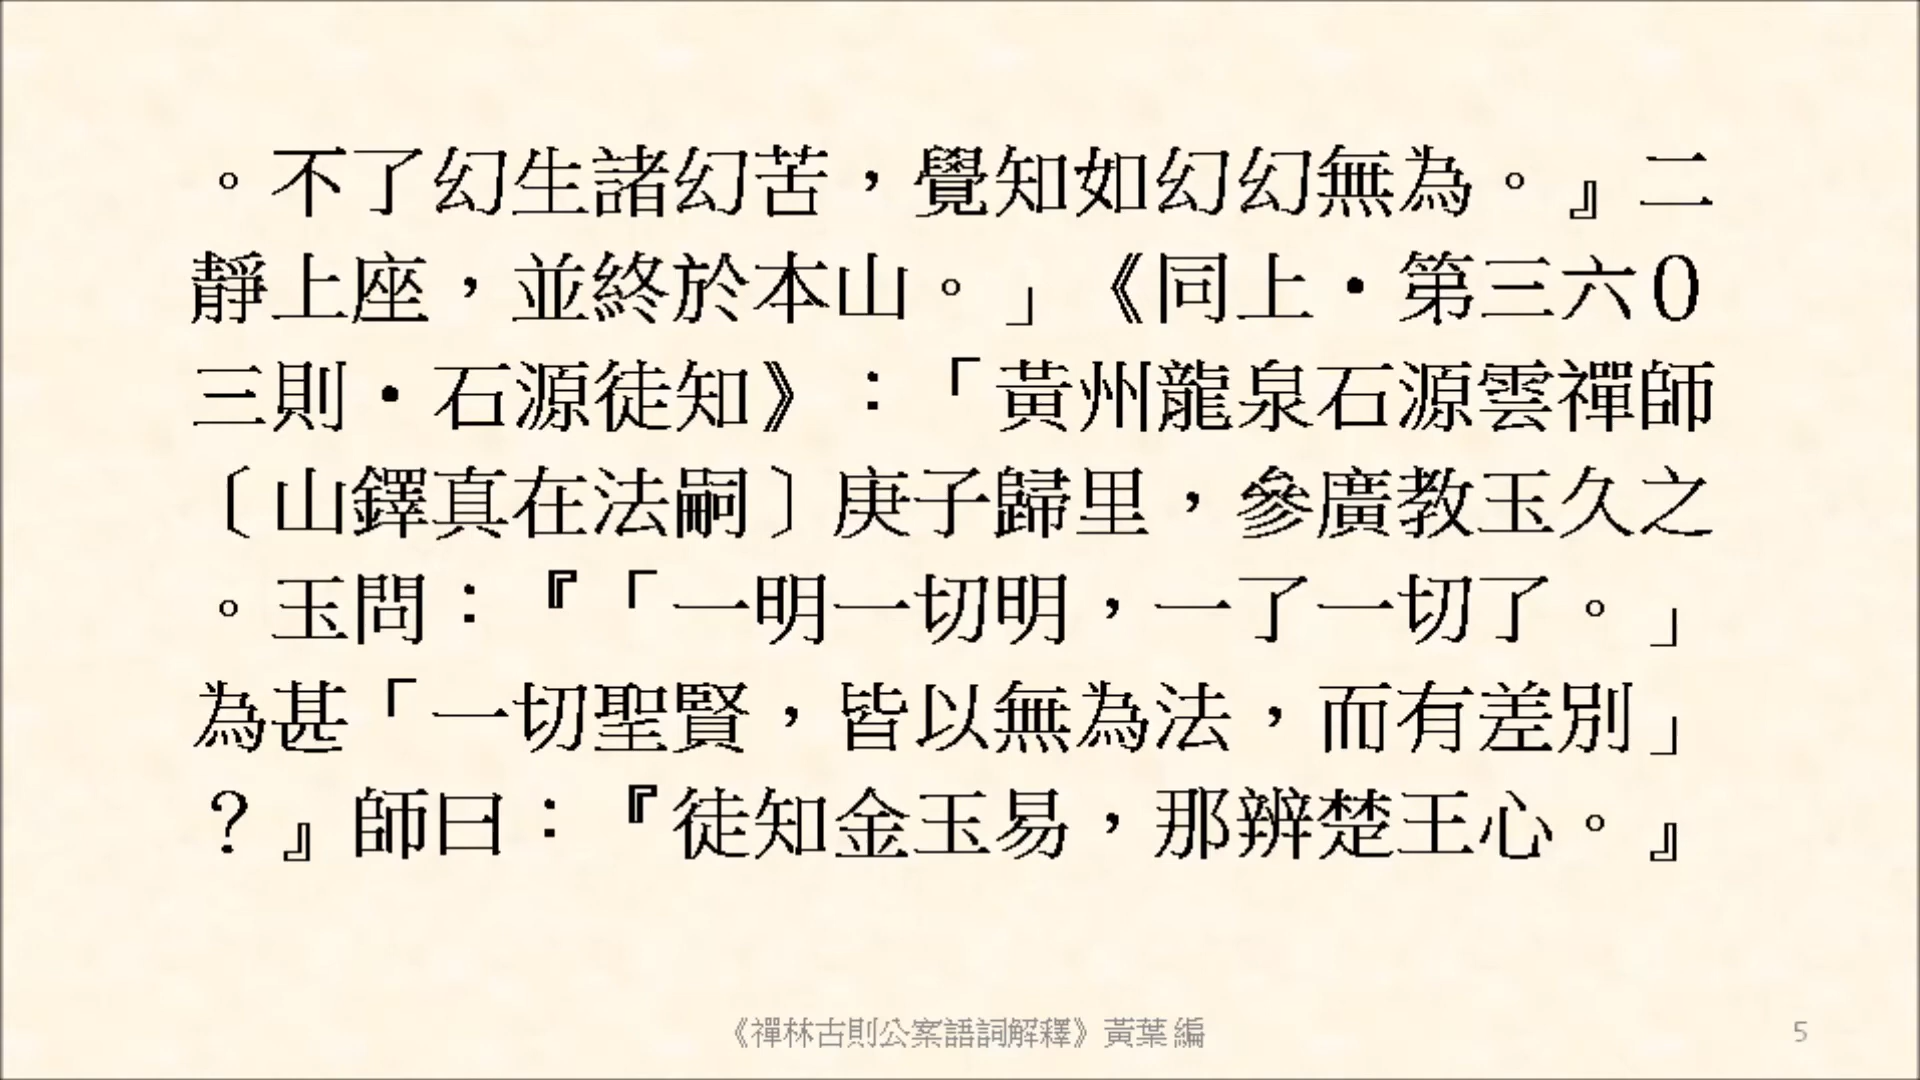 。不了幻生諸幻苦，覺知如幻幻無為。』二
靜上座，並終於本山。」《同上‧第三六０
三則‧石源徒知》：「黃州龍泉石源雲禪師
〔山鐸真在法嗣〕庚子歸里，參廣教玉久之
。玉問：『「一明一切明，一了一切了。」
為甚「一切聖賢，皆以無為法，而有差別」
？』師曰：『徒知金玉易，那辨楚王心。』
《禪林古則公案語詞解釋》黃葉 編
5